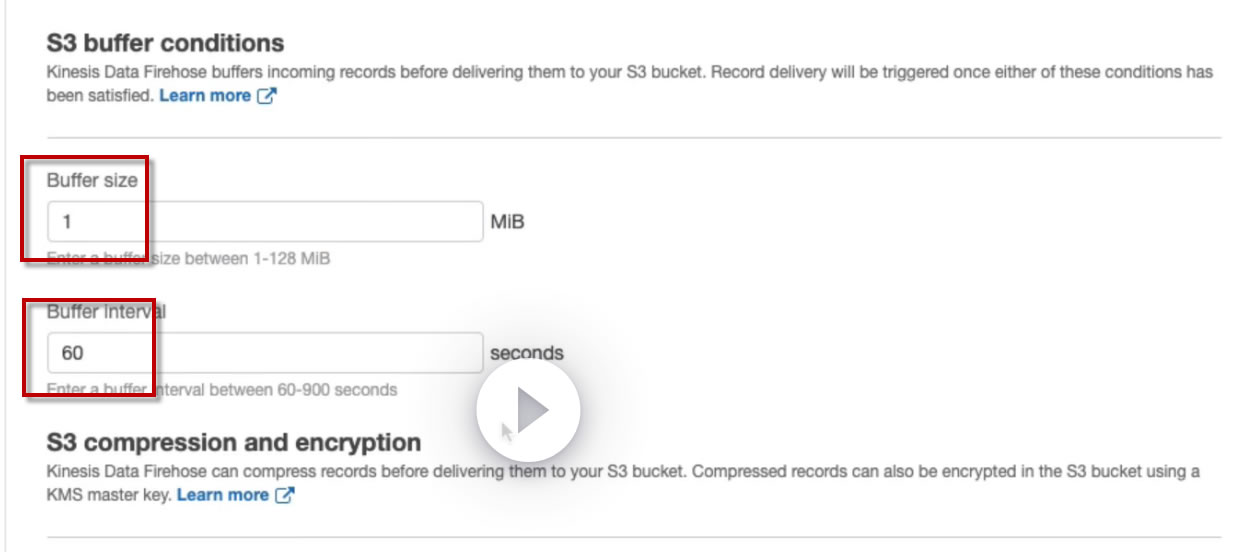 S3 buffer conditions
Kinesis Data Firehose buffers incoming records before delivering them to your S3 bucket. Record delivery will be triggered once either of these conditions has
been satisfied. Learn more
Buffer size
1 MiB
Enter a buffer size between 1-128 MiB
Buffer interval
60 seconds
Enter a buffer interval between 60-900 seconds
S3 compression and encryption
Kinesis Data Firehose can compress records before delivering them to your S3 bucket. Compressed records can also be encrypted in the S3 bucket using a
KMS master key. Learn more